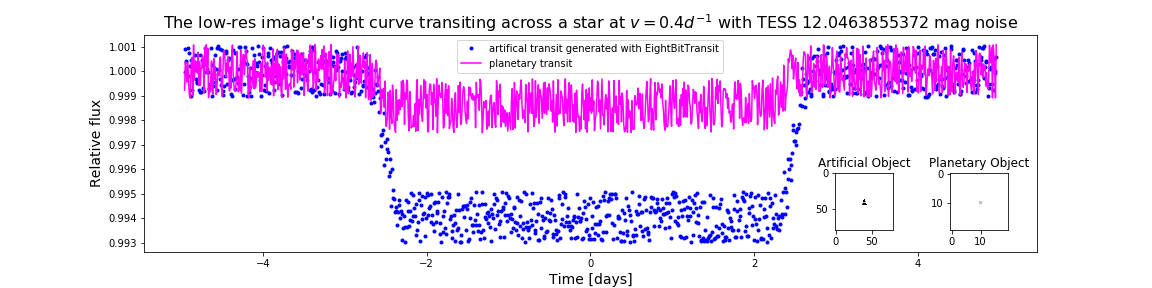 The low-res image's light curve transiting across a star at v = 0.4d⁻¹ with TESS 12.0463855372 mag noise
artifical transit generated with EightBitTransit
planetary transit
Relative flux
1.001
1.000
0.999
0.998
0.997
0.996
0.995
0.994
0.993
Artificial Object
0
50
0 50
Planetary Object
0
10
0 10
−4 −2 0 2 4
Time [days]